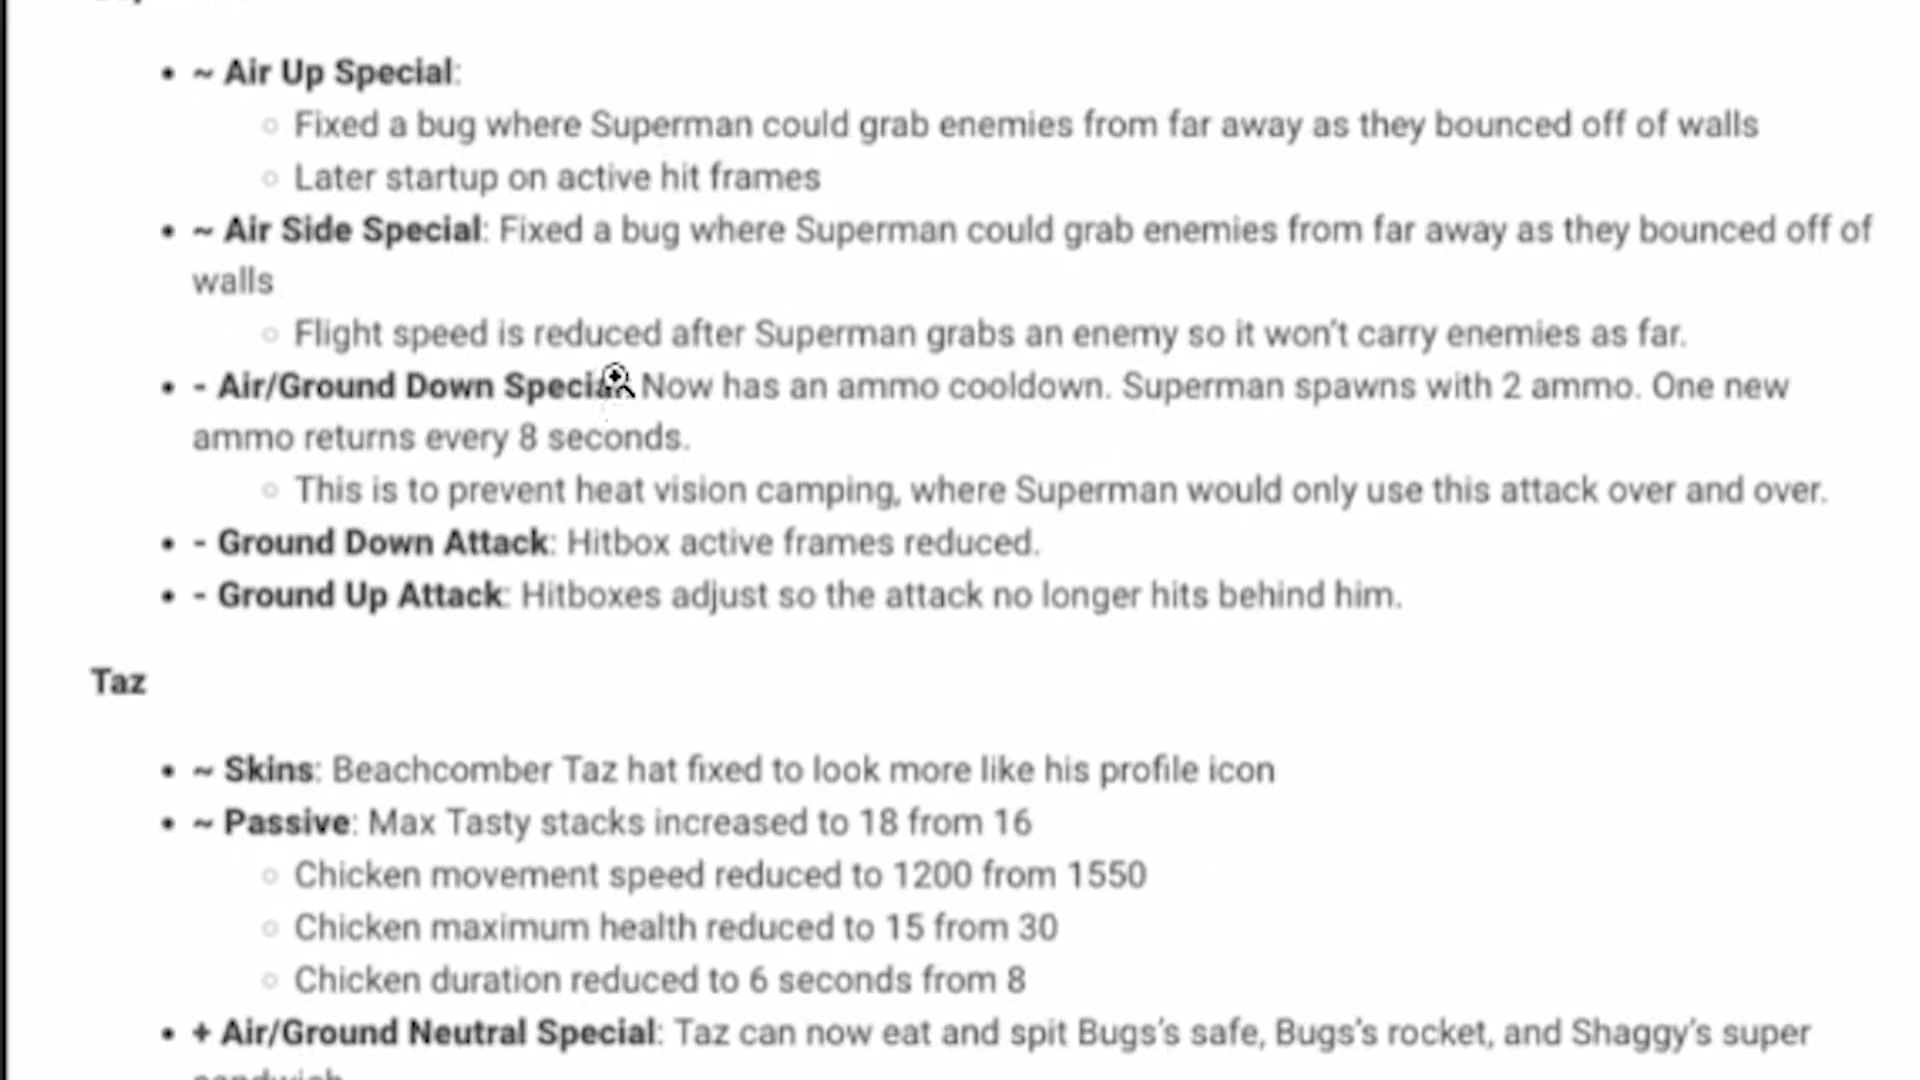 • ~ Air Up Special:
○ Fixed a bug where Superman could grab enemies from far away as they bounced off of walls
○ Later startup on active hit frames
• ~ Air Side Special: Fixed a bug where Superman could grab enemies from far away as they bounced off of
walls
○ Flight speed is reduced after Superman grabs an enemy so it won't carry enemies as far.
• - Air/Ground Down Special: Now has an ammo cooldown. Superman spawns with 2 ammo. One new
ammo returns every 8 seconds.
○ This is to prevent heat vision camping, where Superman would only use this attack over and over.
• - Ground Down Attack: Hitbox active frames reduced.
• - Ground Up Attack: Hitboxes adjust so the attack no longer hits behind him.
Taz
• ~ Skins: Beachcomber Taz hat fixed to look more like his profile icon
• ~ Passive: Max Tasty stacks increased to 18 from 16
○ Chicken movement speed reduced to 1200 from 1550
○ Chicken maximum health reduced to 15 from 30
○ Chicken duration reduced to 6 seconds from 8
• + Air/Ground Neutral Special: Taz can now eat and spit Bugs's safe, Bugs's rocket, and Shaggy's super